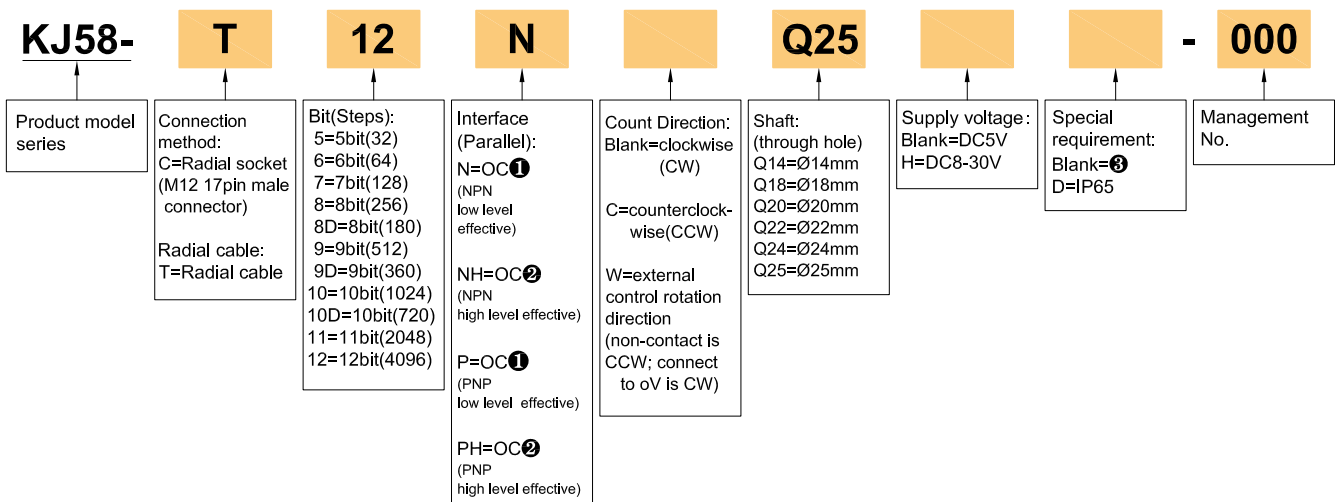 KJ58- T 12 N Q25 - 000
Product model
series
Connection
method:
C=Radial socket
(M12 17pin male
connector)
Radial cable:
T=Radial cable
Bit(Steps):
5=5bit(32)
6=6bit(64)
7=7bit(128)
8=8bit(256)
8D=8bit(180)
9=9bit(512)
9D=9bit(360)
10=10bit(1024)
10D=10bit(720)
11=11bit(2048)
12=12bit(4096)
Interface
(Parallel):
N=OC❶
(NPN
low level
effective)
NH=OC❷
(NPN
high level effective)
P=OC❶
(PNP
low level effective)
PH=OC❷
(PNP
high level effective)
Count Direction:
Blank=clockwise
(CW)
C=counterclock-
wise(CCW)
W=external
control rotation
direction
(non-contact is
CCW; connect
to oV is CW)
Shaft:
(through hole)
Q14=Ø14mm
Q18=Ø18mm
Q20=Ø20mm
Q22=Ø22mm
Q24=Ø24mm
Q25=Ø25mm
Supply voltage:
Blank=DC5V
H=DC8-30V
Special
requirement:
Blank=❸
D=IP65
Management
No.